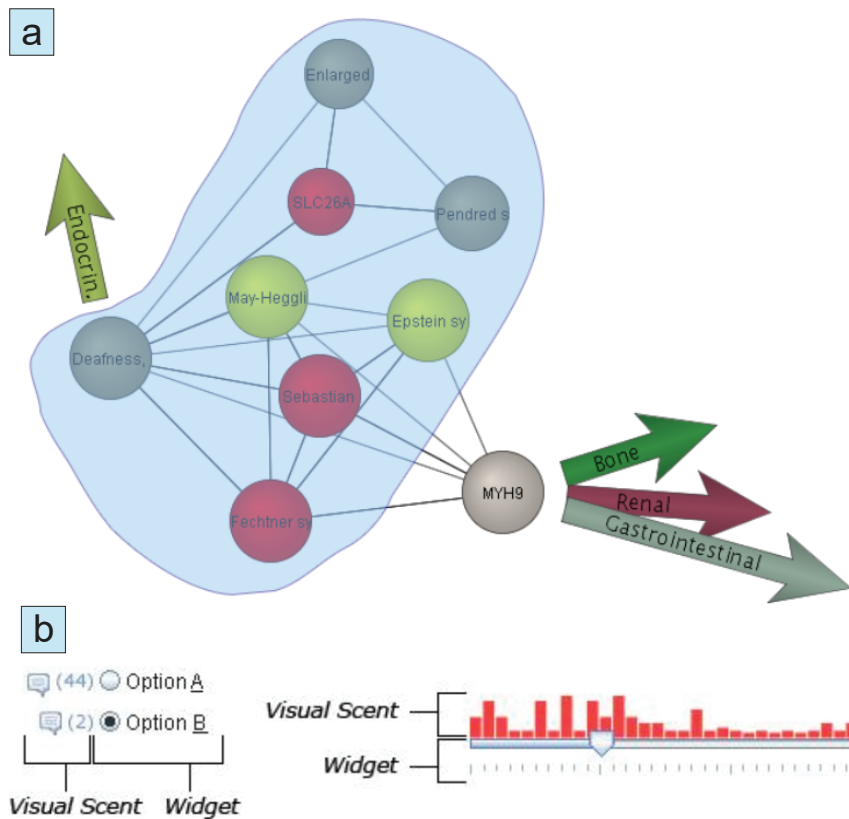 a
Enlarged
SLC26A
Pendred s
Endocrin.
May-Heggli
Epstein sy
Deafness,
Sebastian
MYH9
Fechtner sy
Bone
Renal
Gastrointestinal
b
(44) Option A
(2) Option B
Visual Scent Widget
Visual Scent
Widget